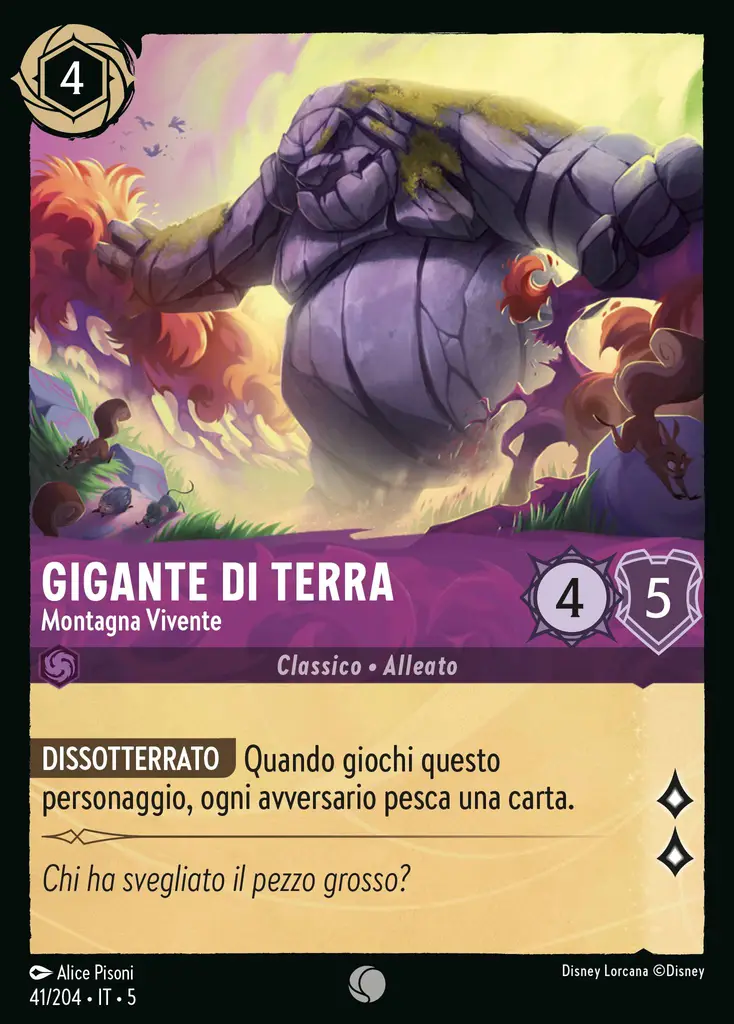 4
GIGANTE DI TERRA
Montagna Vivente
4
5
Classico • Alleato
DISSOTTERRATO Quando giochi questo
personaggio, ogni avversario pesca una carta.
Chi ha svegliato il pezzo grosso?
Alice Pisoni
Disney Lorcana ©Disney
41/204 • IT • 5